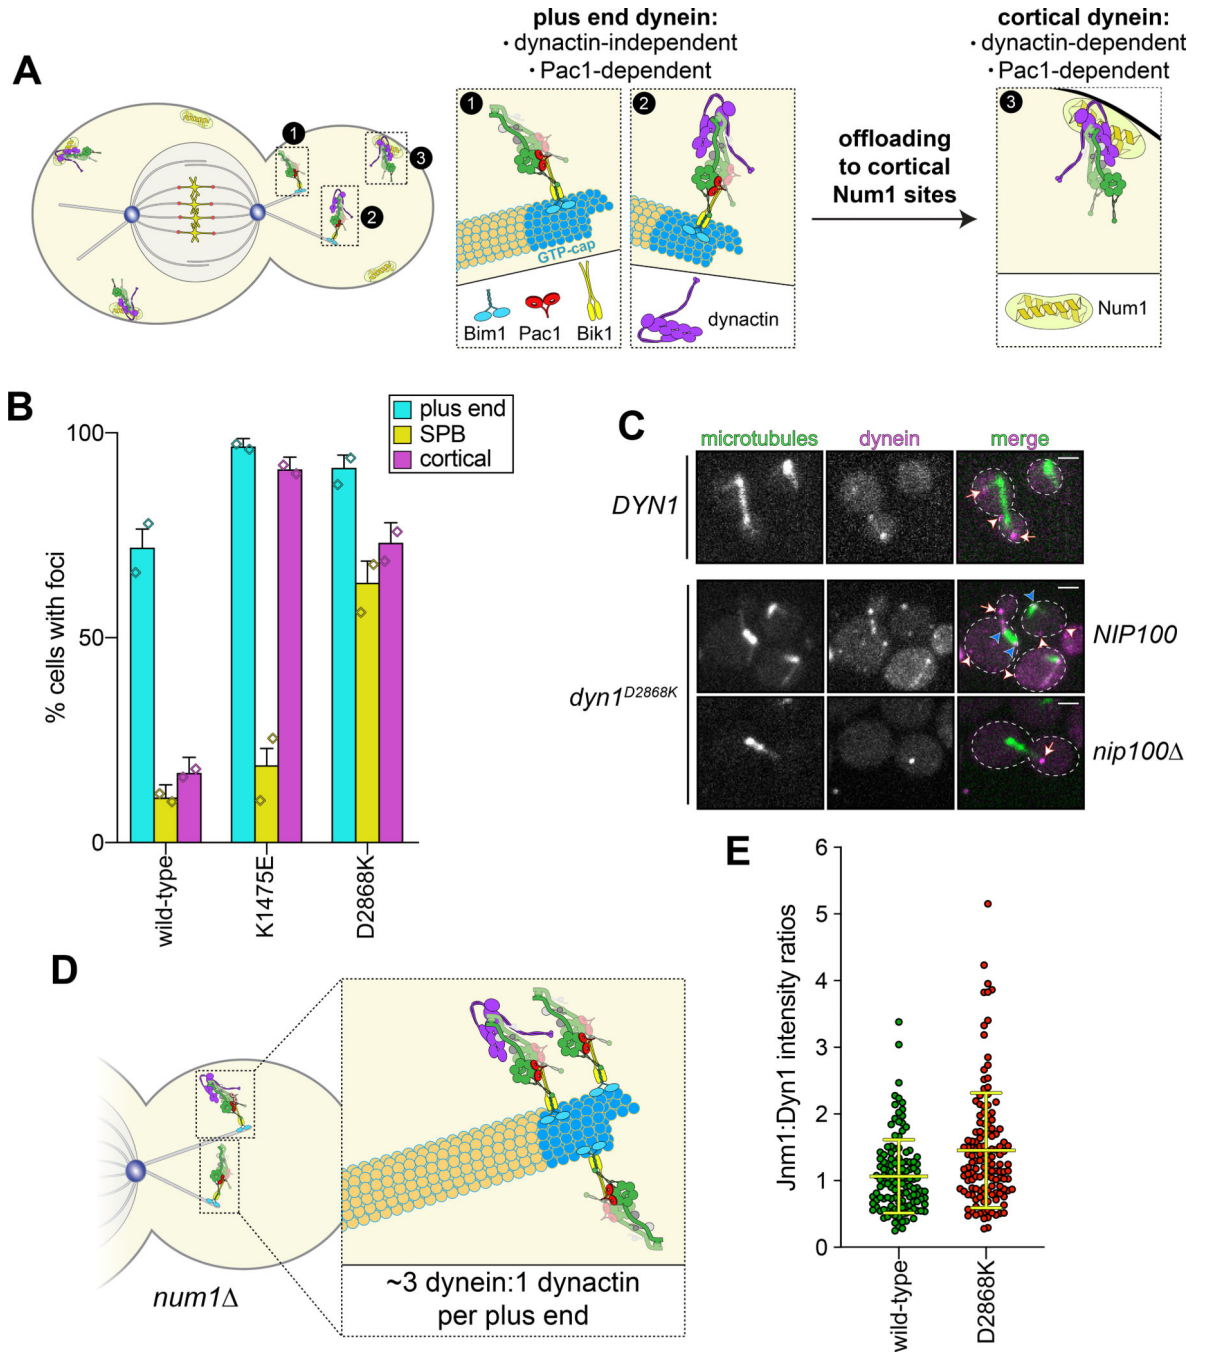 A
plus end dynein:
• dynactin-independent
• Pac1-dependent
cortical dynein:
• dynactin-dependent
• Pac1-dependent
1
2
3
1
GTP-cap
Bim1
Pac1
Bik1
2
dynactin
offloading
to cortical
Num1 sites
3
Num1
B
plus end
SPB
cortical
% cells with foci
100
50
0
wild-type
K1475E
D2868K
C
microtubules
dynein
merge
DYN1
dyn1D2868K
NIP100
nip100Δ
D
num1Δ
~3 dynein:1 dynactin
per plus end
E
Jnm1:Dyn1 intensity ratios
6
5
4
3
2
1
0
wild-type
D2868K